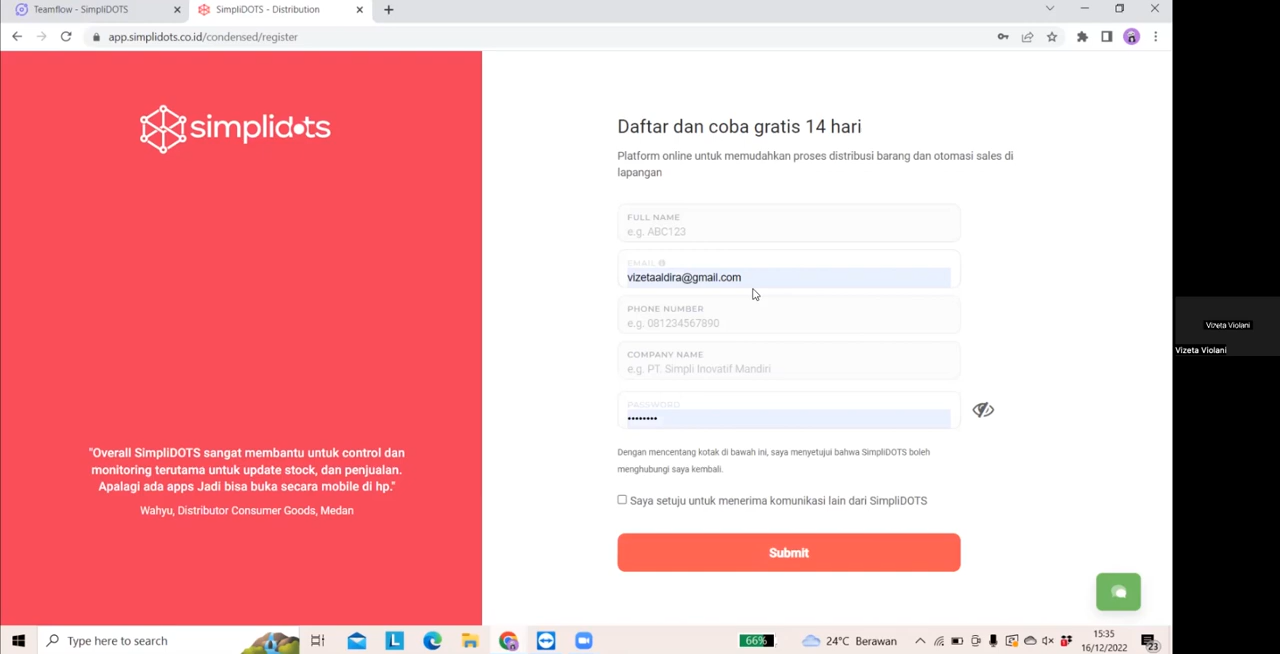 Teamflow - SimpliDOTS
SimpliDOTS - Distribution
app.simplidots.co.id/condensed/register
simplidots
Daftar dan coba gratis 14 hari
Platform online untuk memudahkan proses distribusi barang dan otomasi sales di
lapangan
FULL NAME
e.g. ABC123
EMAIL
vizetaaldira@gmail.com
PHONE NUMBER
e.g. 081234567890
COMPANY NAME
e.g. PT. Simpli Inovatif Mandiri
PASSWORD
••••••••
Dengan mencentang kotak di bawah ini, saya menyetujui bahwa SimpliDOTS boleh
menghubungi saya kembali.
Saya setuju untuk menerima komunikasi lain dari SimpliDOTS
Submit
"Overall SimpliDOTS sangat membantu untuk control dan
monitoring terutama untuk update stock, dan penjualan.
Apalagi ada apps Jadi bisa buka secara mobile di hp."
Wahyu, Distributor Consumer Goods, Medan
Vizeta Violani
Vizeta Violani
Type here to search
L
66%
24°C Berawan
15:35
16/12/2022
23